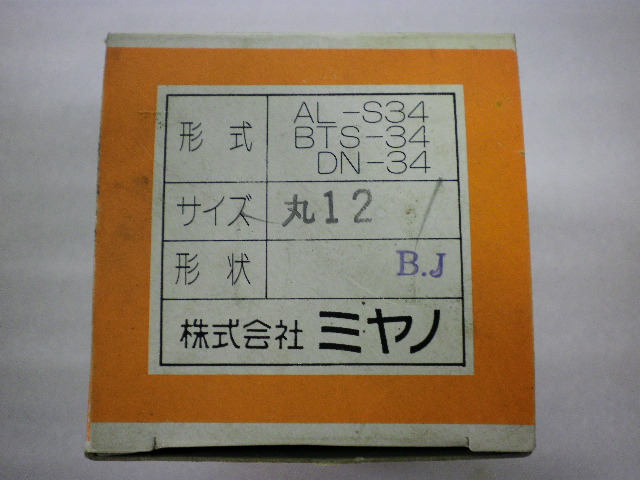 形式 AL-S34
BTS-34
DN-34
サイズ 丸12
形状 B.J
株式会社 ミヤノ